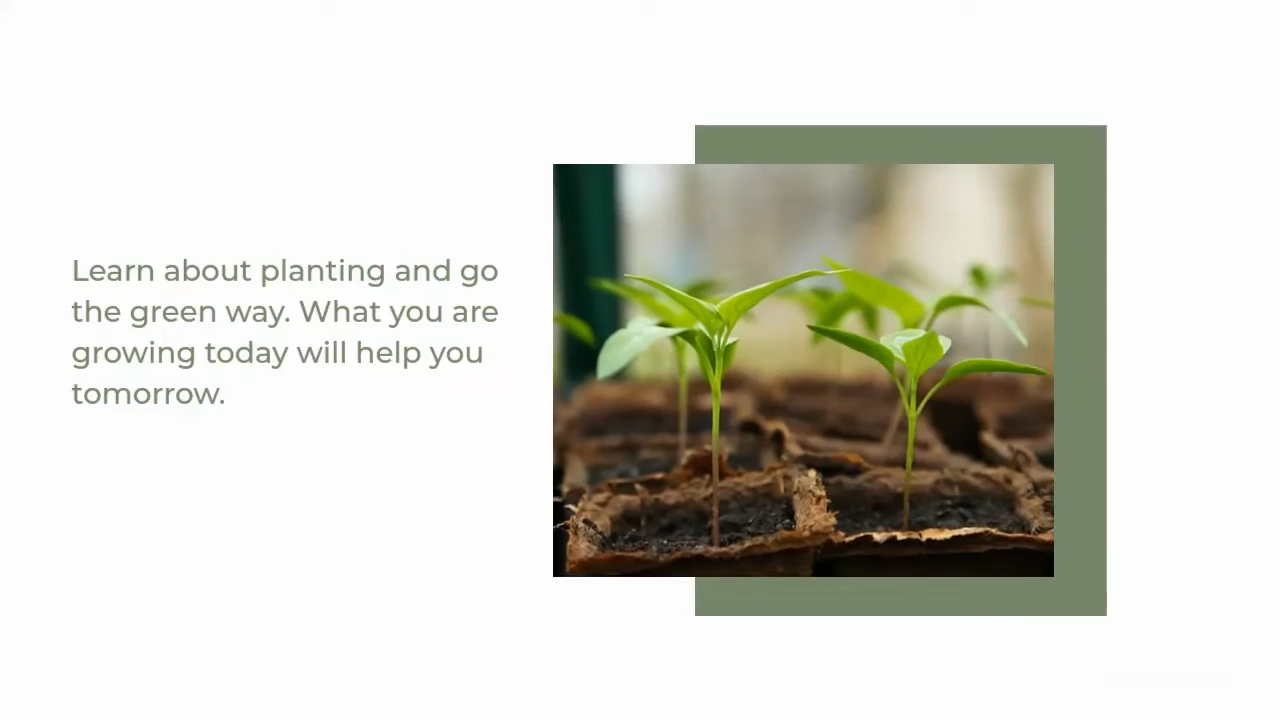 Learn about planting and go
the green way. What you are
growing today will help you
tomorrow.